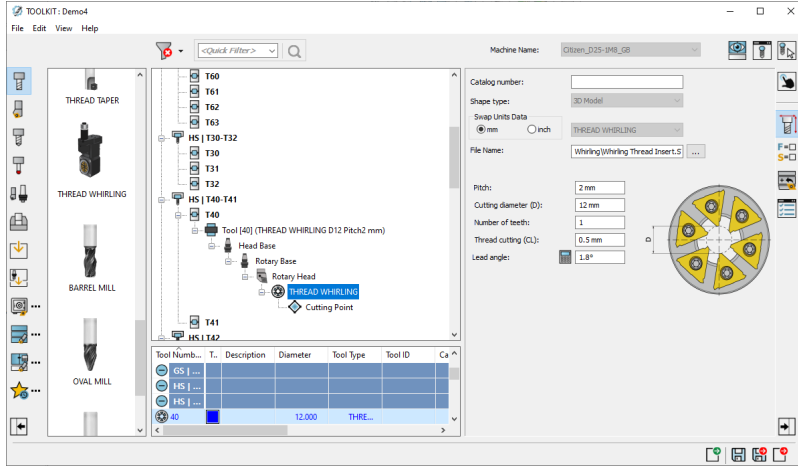 TOOLKIT : Demo4
File Edit View Help
<Quick Filter>
Machine Name: Citizen_D25-1M8_GB
THREAD TAPER
THREAD WHIRLING
BARREL MILL
OVAL MILL
T60
T61
T62
T63
HS | T30-T32
T30
T31
T32
HS | T40-T41
T40
Tool [40] (THREAD WHIRLING D12 Pitch2 mm)
Head Base
Rotary Base
Rotary Head
THREAD WHIRLING
Cutting Point
T41
HS | T42
Tool Numb... T.. Description Diameter Tool Type Tool ID Ca
GS | ...
HS | ...
HS | ...
40 12.000 THRE...
Catalog number:
Shape type: 3D Model
Swap Units Data
mm inch THREAD WHIRLING
File Name: Whirling\Whirling Thread Insert.S ...
Pitch: 2 mm
Cutting diameter (D): 12 mm
Number of teeth: 1
Thread cutting (CL): 0.5 mm
Lead angle: 1.8°
D
F=
S=